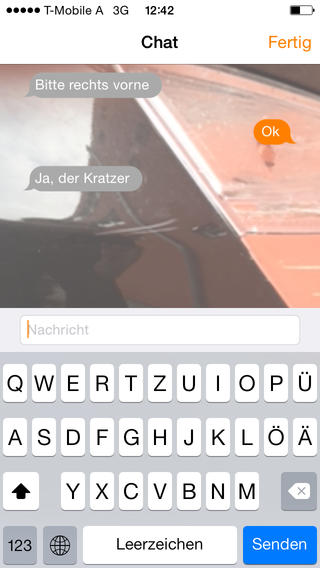 T-Mobile A 3G 12:42
Chat Fertig
Bitte rechts vorne
Ok
Ja, der Kratzer
Nachricht
Q W E R T Z U I O P Ü
A S D F G H J K L Ö Ä
Y X C V B N M
123 Leerzeichen Senden